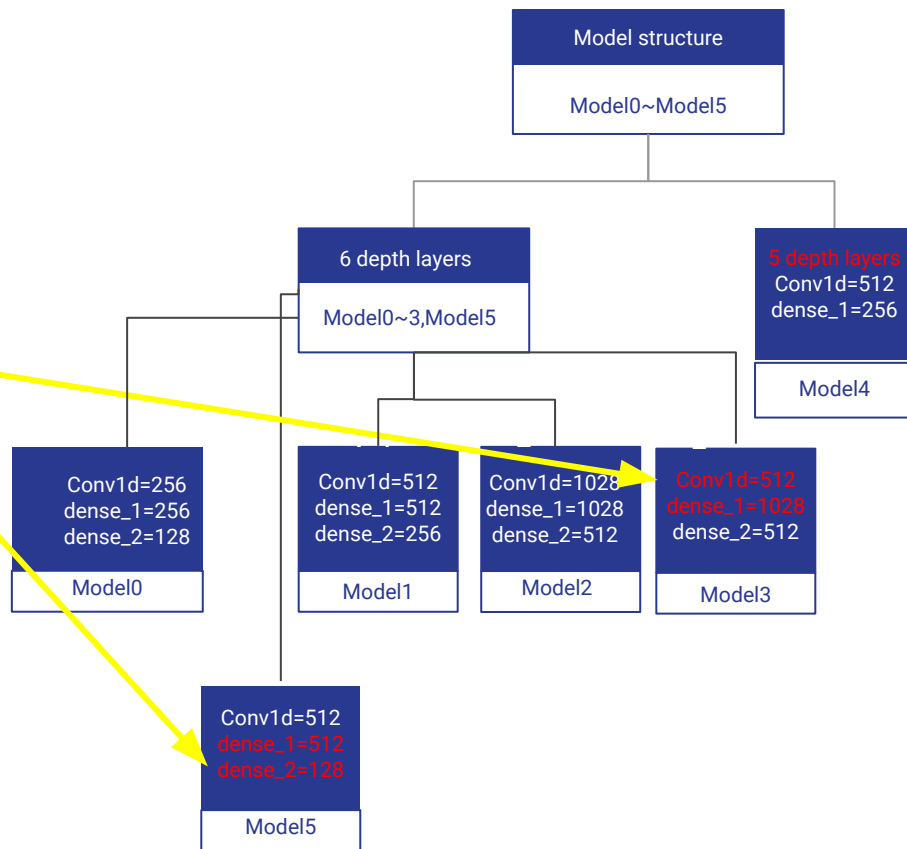 Model structure
Model0~Model5
6 depth layers
Model0~3,Model5
5 depth layers
Conv1d=512
dense_1=256
Model4
Conv1d=256
dense_1=256
dense_2=128
Model0
Conv1d=512
dense_1=512
dense_2=256
Model1
Conv1d=1028
dense_1=1028
dense_2=512
Model2
Conv1d=512
dense_1=1028
dense_2=512
Model3
Conv1d=512
dense_1=512
dense_2=128
Model5